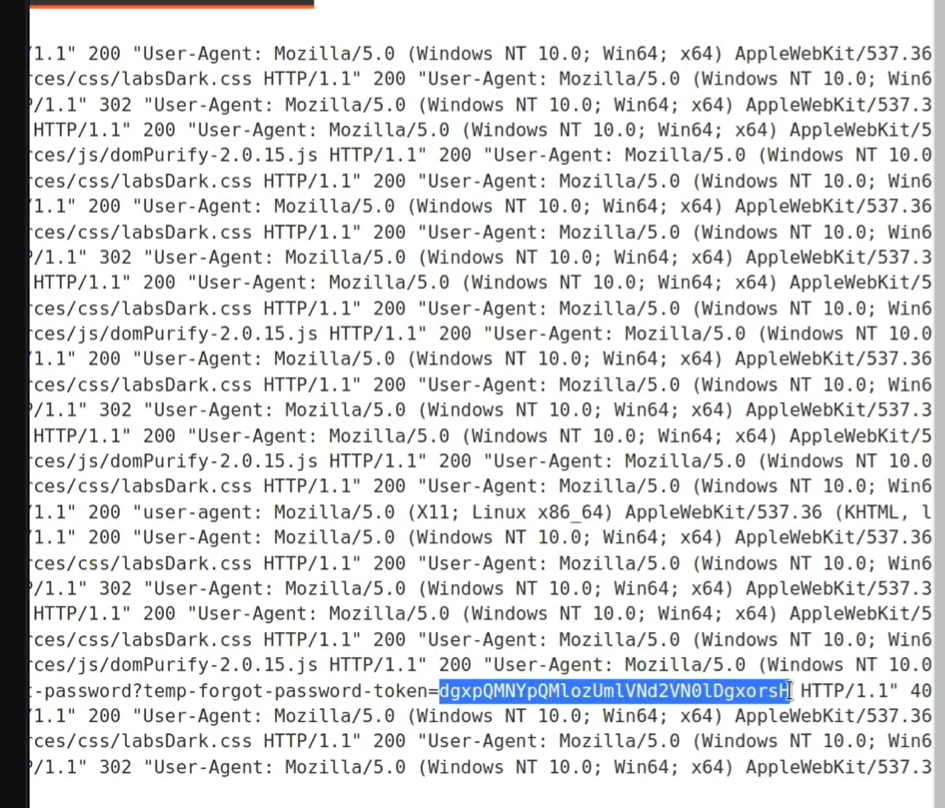 /1.1" 200 "User-Agent: Mozilla/5.0 (Windows NT 10.0; Win64; x64) AppleWebKit/537.36
rces/css/labsDark.css HTTP/1.1" 200 "User-Agent: Mozilla/5.0 (Windows NT 10.0; Win6
P/1.1" 302 "User-Agent: Mozilla/5.0 (Windows NT 10.0; Win64; x64) AppleWebKit/537.3
HTTP/1.1" 200 "User-Agent: Mozilla/5.0 (Windows NT 10.0; Win64; x64) AppleWebKit/5
rces/js/domPurify-2.0.15.js HTTP/1.1" 200 "User-Agent: Mozilla/5.0 (Windows NT 10.0
rces/css/labsDark.css HTTP/1.1" 200 "User-Agent: Mozilla/5.0 (Windows NT 10.0; Win6
/1.1" 200 "User-Agent: Mozilla/5.0 (Windows NT 10.0; Win64; x64) AppleWebKit/537.36
rces/css/labsDark.css HTTP/1.1" 200 "User-Agent: Mozilla/5.0 (Windows NT 10.0; Win6
P/1.1" 302 "User-Agent: Mozilla/5.0 (Windows NT 10.0; Win64; x64) AppleWebKit/537.3
HTTP/1.1" 200 "User-Agent: Mozilla/5.0 (Windows NT 10.0; Win64; x64) AppleWebKit/5
rces/css/labsDark.css HTTP/1.1" 200 "User-Agent: Mozilla/5.0 (Windows NT 10.0; Win6
rces/js/domPurify-2.0.15.js HTTP/1.1" 200 "User-Agent: Mozilla/5.0 (Windows NT 10.0
/1.1" 200 "User-Agent: Mozilla/5.0 (Windows NT 10.0; Win64; x64) AppleWebKit/537.36
rces/css/labsDark.css HTTP/1.1" 200 "User-Agent: Mozilla/5.0 (Windows NT 10.0; Win6
P/1.1" 302 "User-Agent: Mozilla/5.0 (Windows NT 10.0; Win64; x64) AppleWebKit/537.3
HTTP/1.1" 200 "User-Agent: Mozilla/5.0 (Windows NT 10.0; Win64; x64) AppleWebKit/5
rces/js/domPurify-2.0.15.js HTTP/1.1" 200 "User-Agent: Mozilla/5.0 (Windows NT 10.0
rces/css/labsDark.css HTTP/1.1" 200 "User-Agent: Mozilla/5.0 (Windows NT 10.0; Win6
/1.1" 200 "user-agent: Mozilla/5.0 (X11; Linux x86_64) AppleWebKit/537.36 (KHTML, l
/1.1" 200 "User-Agent: Mozilla/5.0 (Windows NT 10.0; Win64; x64) AppleWebKit/537.36
rces/css/labsDark.css HTTP/1.1" 200 "User-Agent: Mozilla/5.0 (Windows NT 10.0; Win6
P/1.1" 302 "User-Agent: Mozilla/5.0 (Windows NT 10.0; Win64; x64) AppleWebKit/537.3
HTTP/1.1" 200 "User-Agent: Mozilla/5.0 (Windows NT 10.0; Win64; x64) AppleWebKit/5
rces/css/labsDark.css HTTP/1.1" 200 "User-Agent: Mozilla/5.0 (Windows NT 10.0; Win6
rces/js/domPurify-2.0.15.js HTTP/1.1" 200 "User-Agent: Mozilla/5.0 (Windows NT 10.0
t-password?temp-forgot-password-token=dgxpQMNYpQMlozUmlVNd2VN0lDgxorsH HTTP/1.1" 40
/1.1" 200 "User-Agent: Mozilla/5.0 (Windows NT 10.0; Win64; x64) AppleWebKit/537.36
rces/css/labsDark.css HTTP/1.1" 200 "User-Agent: Mozilla/5.0 (Windows NT 10.0; Win6
P/1.1" 302 "User-Agent: Mozilla/5.0 (Windows NT 10.0; Win64; x64) AppleWebKit/537.3